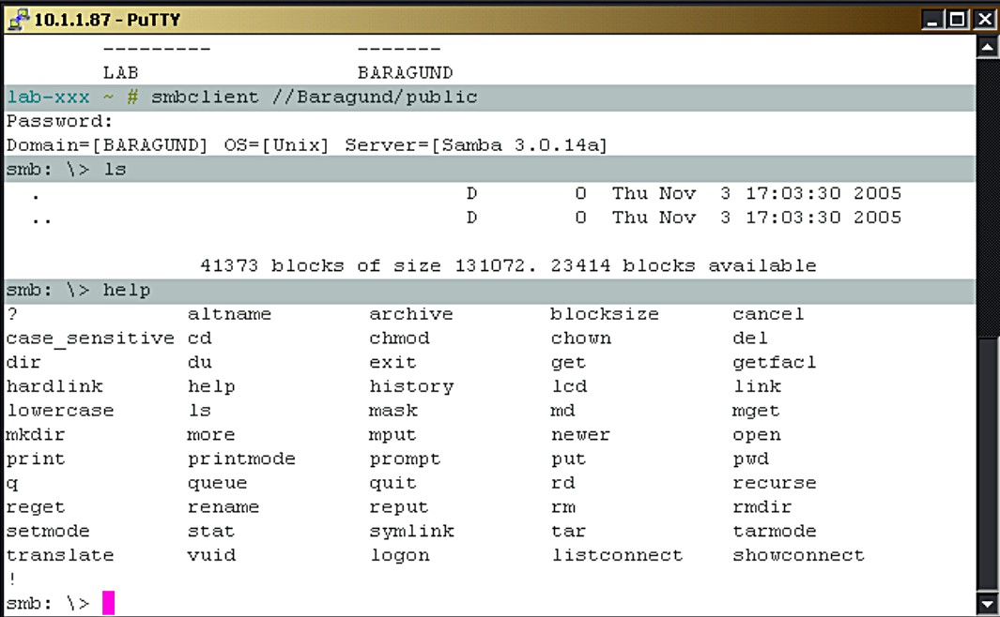 10.1.1.87 - PuTTY
--------- -------
LAB BARAGUND
lab-xxx ~ # smbclient //Baragund/public
Password:
Domain=[BARAGUND] OS=[Unix] Server=[Samba 3.0.14a]
smb: \> ls
. D 0 Thu Nov 3 17:03:30 2005
.. D 0 Thu Nov 3 17:03:30 2005
41373 blocks of size 131072. 23414 blocks available
smb: \> help
? altname archive blocksize cancel
case_sensitive cd chmod chown del
dir du exit get getfacl
hardlink help history lcd link
lowercase ls mask md mget
mkdir more mput newer open
print printmode prompt put pwd
q queue quit rd recurse
reget rename reput rm rmdir
setmode stat symlink tar tarmode
translate vuid logon listconnect showconnect
!
smb: \>